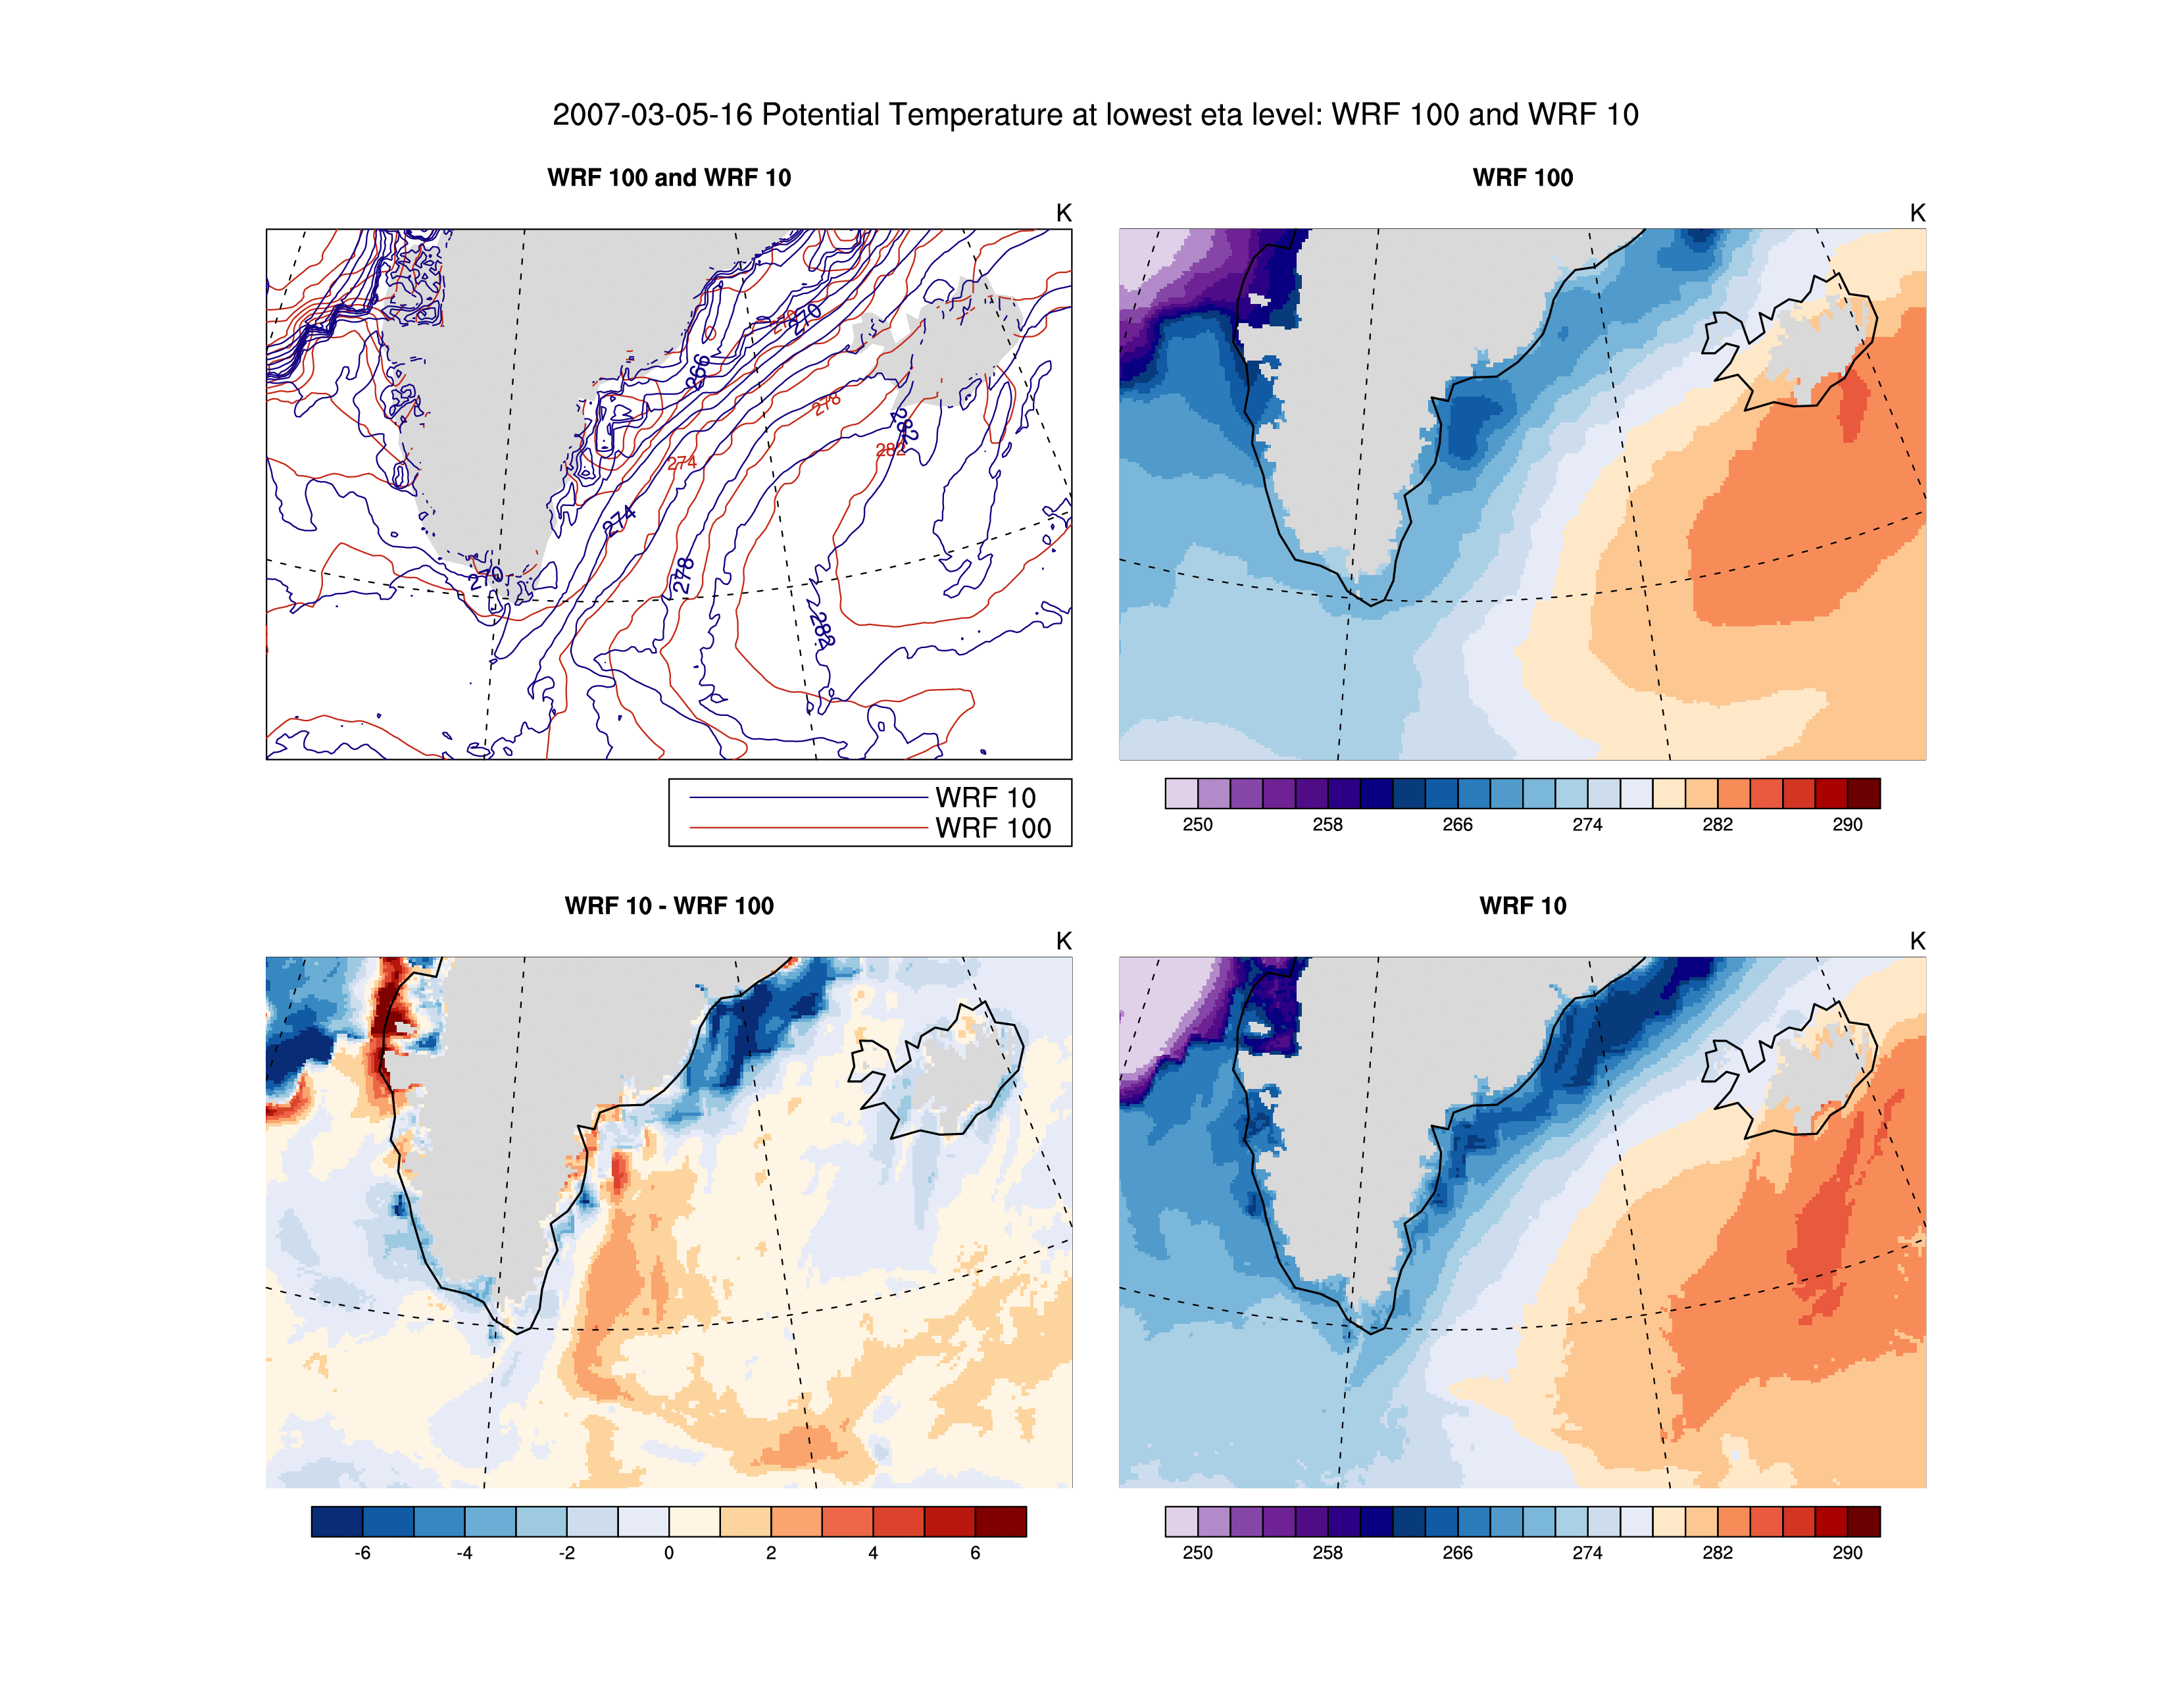 2007-03-05-16 Potential Temperature at lowest eta level: WRF 100 and WRF 10
WRF 100 and WRF 10
K
270
270
266
278
282
282
274
274
270
278
282
WRF 10
WRF 100
WRF 100
K
250 258 266 274 282 290
WRF 10 - WRF 100
K
-6 -4 -2 0 2 4 6
WRF 10
K
250 258 266 274 282 290